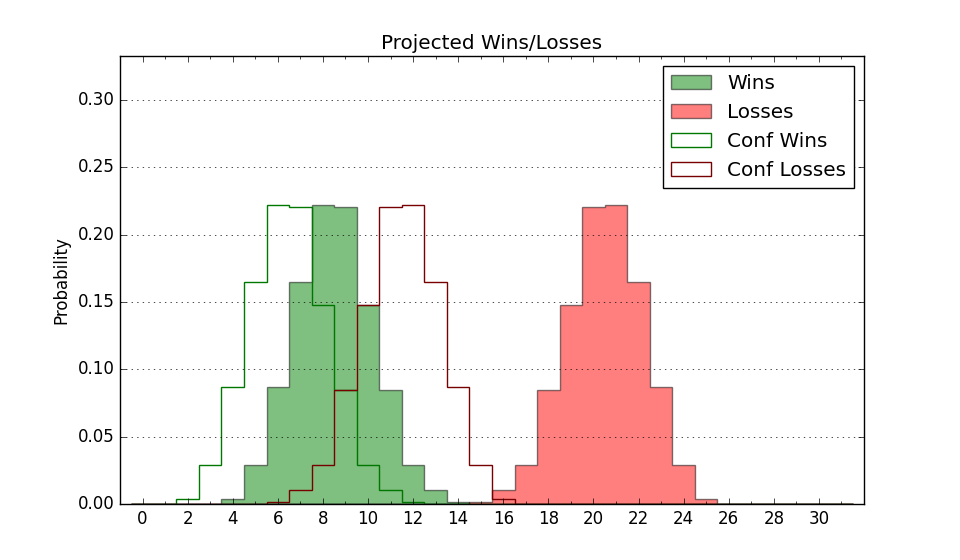 Projected Wins/Losses
Wins
Losses
Conf Wins
Conf Losses
Probability
0.30
0.25
0.20
0.15
0.10
0.05
0.00
0 2 4 6 8 10 12 14 16 18 20 22 24 26 28 30